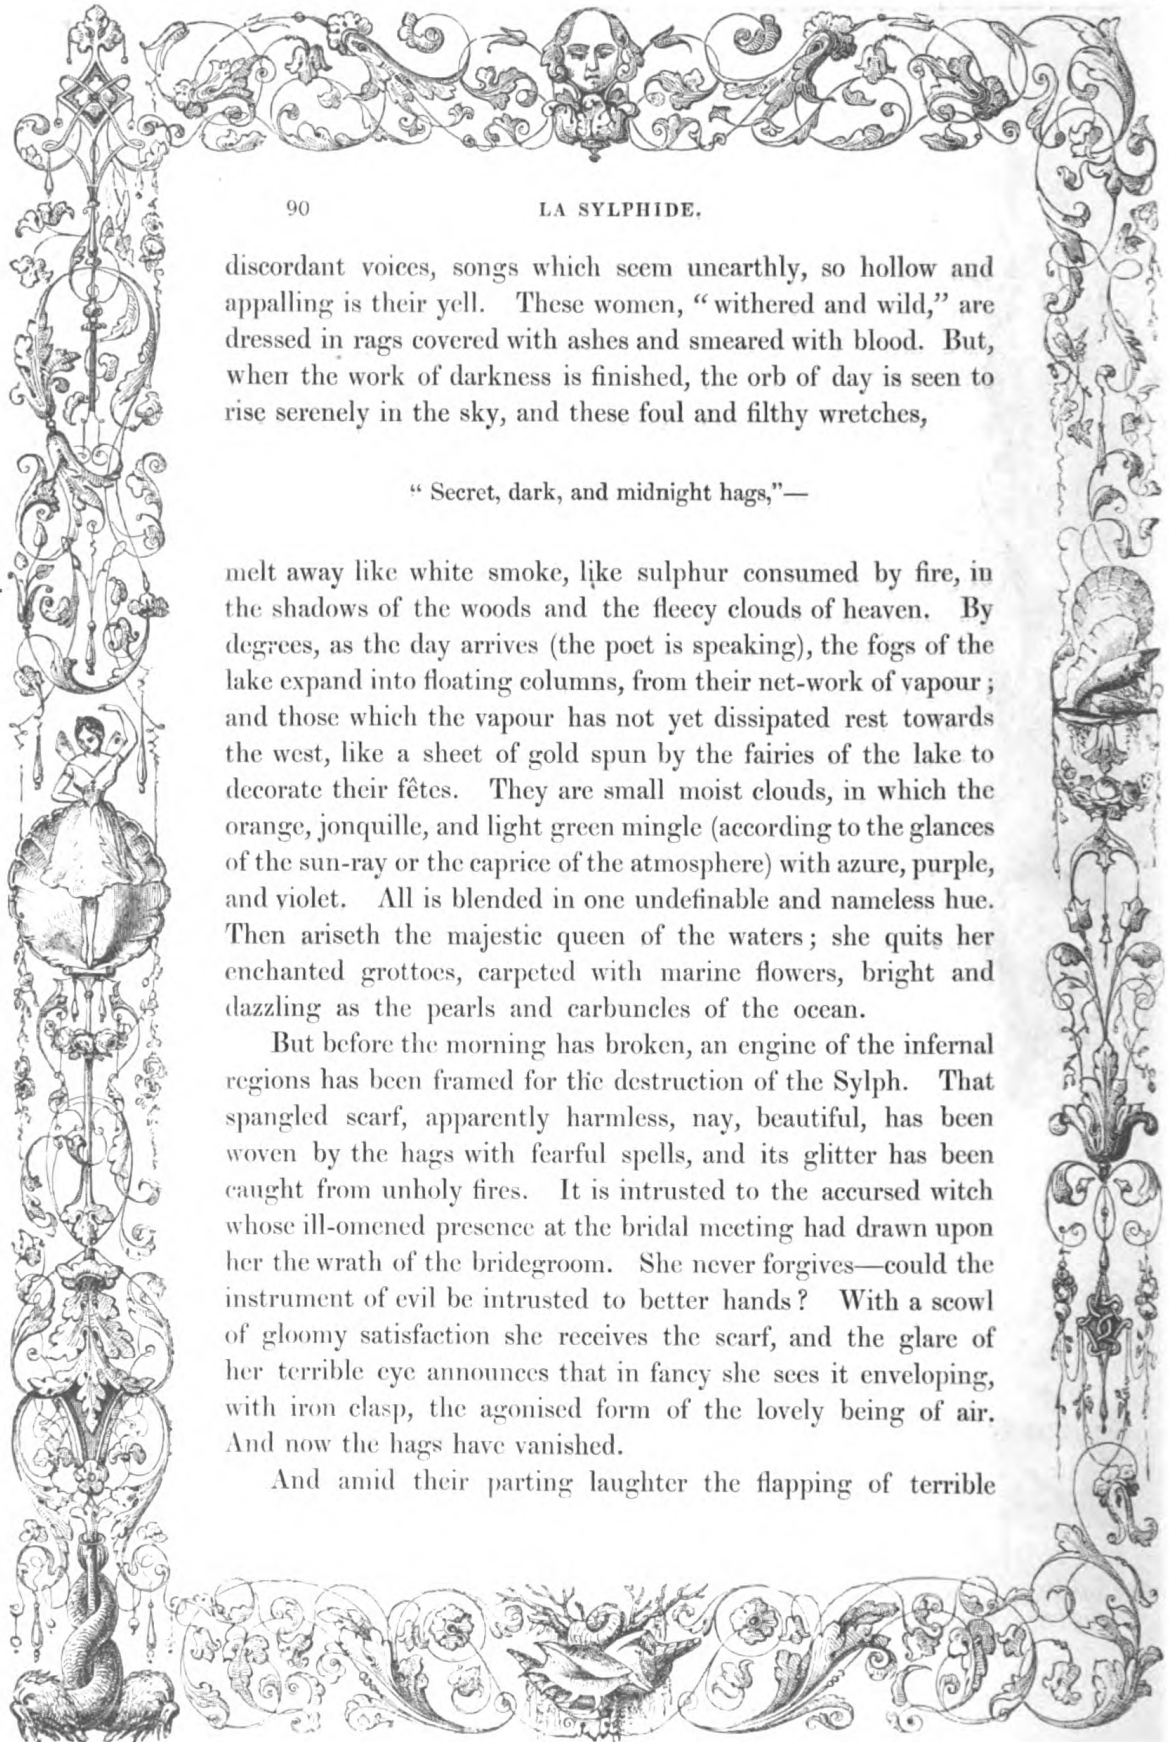 90 LA SYLPHIDE.
discordant voices, songs which seem unearthly, so hollow and
appalling is their yell. These women, “ withered and wild,” are
dressed in rags covered with ashes and smeared with blood. But,
when the work of darkness is finished, the orb of day is seen to
rise serenely in the sky, and these foul and filthy wretches,
“ Secret, dark, and midnight hags,”—
melt away like white smoke, like sulphur consumed by fire, in
the shadows of the woods and the fleecy clouds of heaven. By
degrees, as the day arrives (the poet is speaking), the fogs of the
lake expand into floating columns, from their net-work of vapour ;
and those which the vapour has not yet dissipated rest towards
the west, like a sheet of gold spun by the fairies of the lake to
decorate their fêtes. They are small moist clouds, in which the
orange, jonquille, and light green mingle (according to the glances
of the sun-ray or the caprice of the atmosphere) with azure, purple,
and violet. All is blended in one undefinable and nameless hue.
Then ariseth the majestic queen of the waters ; she quits her
enchanted grottoes, carpeted with marine flowers, bright and
dazzling as the pearls and carbuncles of the ocean.
But before the morning has broken, an engine of the infernal
regions has been framed for the destruction of the Sylph. That
spangled scarf, apparently harmless, nay, beautiful, has been
woven by the hags with fearful spells, and its glitter has been
caught from unholy fires. It is intrusted to the accursed witch
whose ill-omened presence at the bridal meeting had drawn upon
her the wrath of the bridegroom. She never forgives—could the
instrument of evil be intrusted to better hands ? With a scowl
of gloomy satisfaction she receives the scarf, and the glare of
her terrible eye announces that in fancy she sees it enveloping,
with iron clasp, the agonised form of the lovely being of air.
And now the hags have vanished.
And amid their parting laughter the flapping of terrible